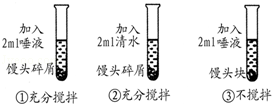 加入 加入 加入
2ml唾液 2ml清水 2ml唾液
馒头碎屑 馒头碎屑 馒头块
①充分搅拌 ②充分搅拌 ③不搅拌